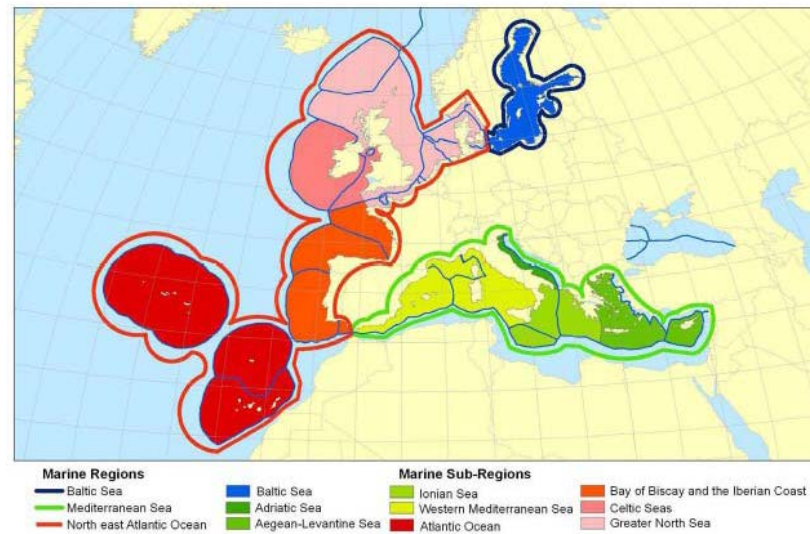 Marine Regions
Baltic Sea
Mediterranean Sea
North east Atlantic Ocean
Baltic Sea
Adriatic Sea
Aegean-Levantine Sea
Marine Sub-Regions
Ionian Sea
Western Mediterranean Sea
Atlantic Ocean
Bay of Biscay and the Iberian Coast
Celtic Seas
Greater North Sea